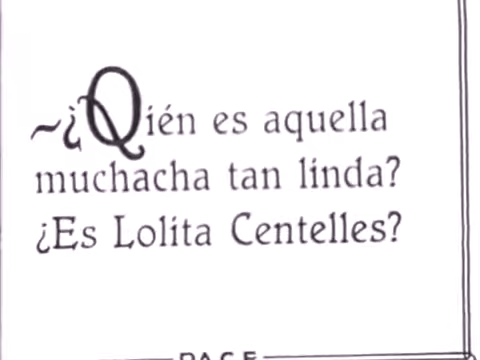 ~¿Qién es aquella
muchacha tan linda?
¿Es Lolita Centelles?